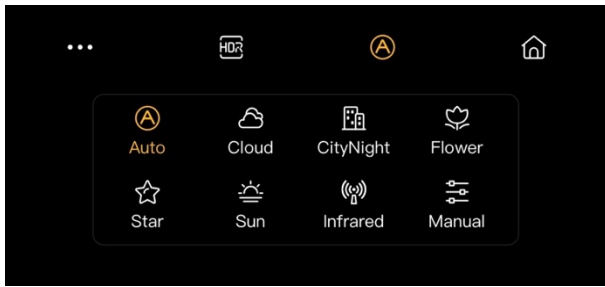 HDR A
A
Auto Cloud CityNight Flower
Star Sun Infrared Manual